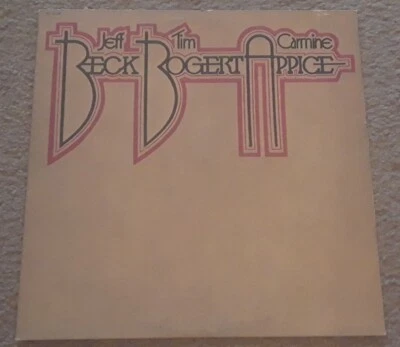 Jeff Tim Carmine
BECK BOGERT APPICE